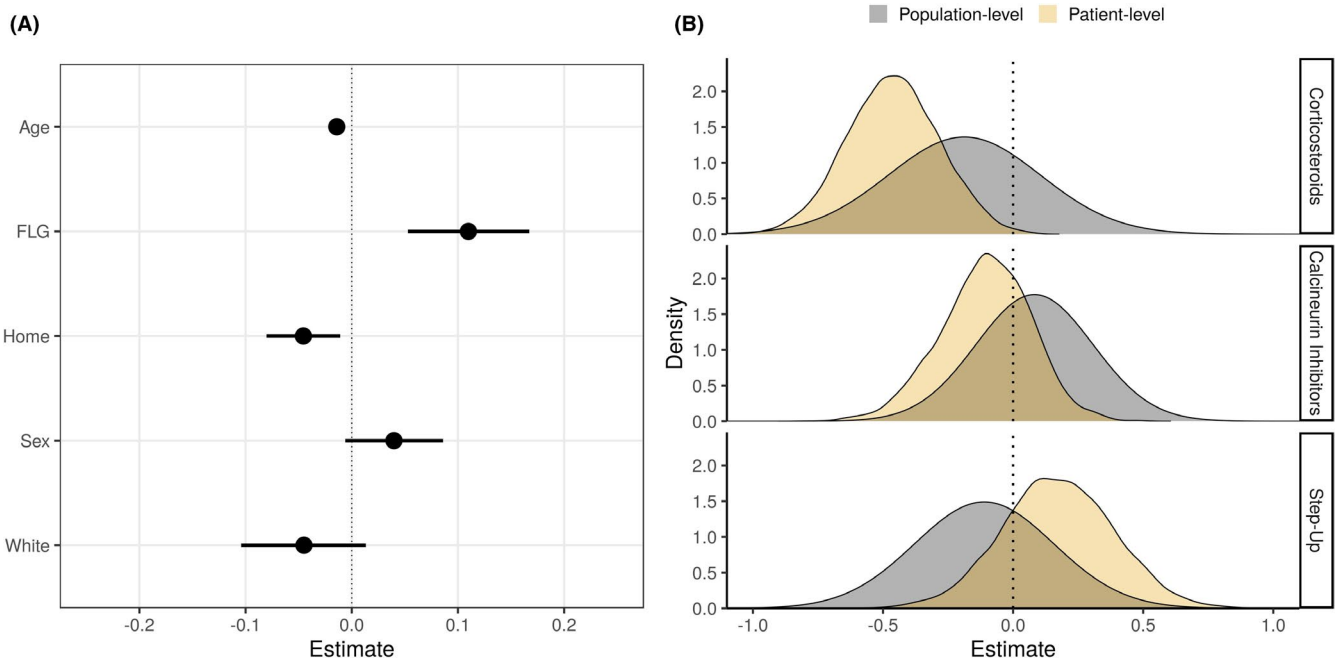 (A)
Age
FLG
Home
Sex
White
-0.2 -0.1 0.0 0.1 0.2
Estimate
(B)
Population-level Patient-level
Density
2.0
1.5
1.0
0.5
0.0
Corticosteroids
2.0
1.5
1.0
0.5
0.0
Calcineurin Inhibitors
2.0
1.5
1.0
0.5
0.0
Step-Up
-1.0 -0.5 0.0 0.5 1.0
Estimate